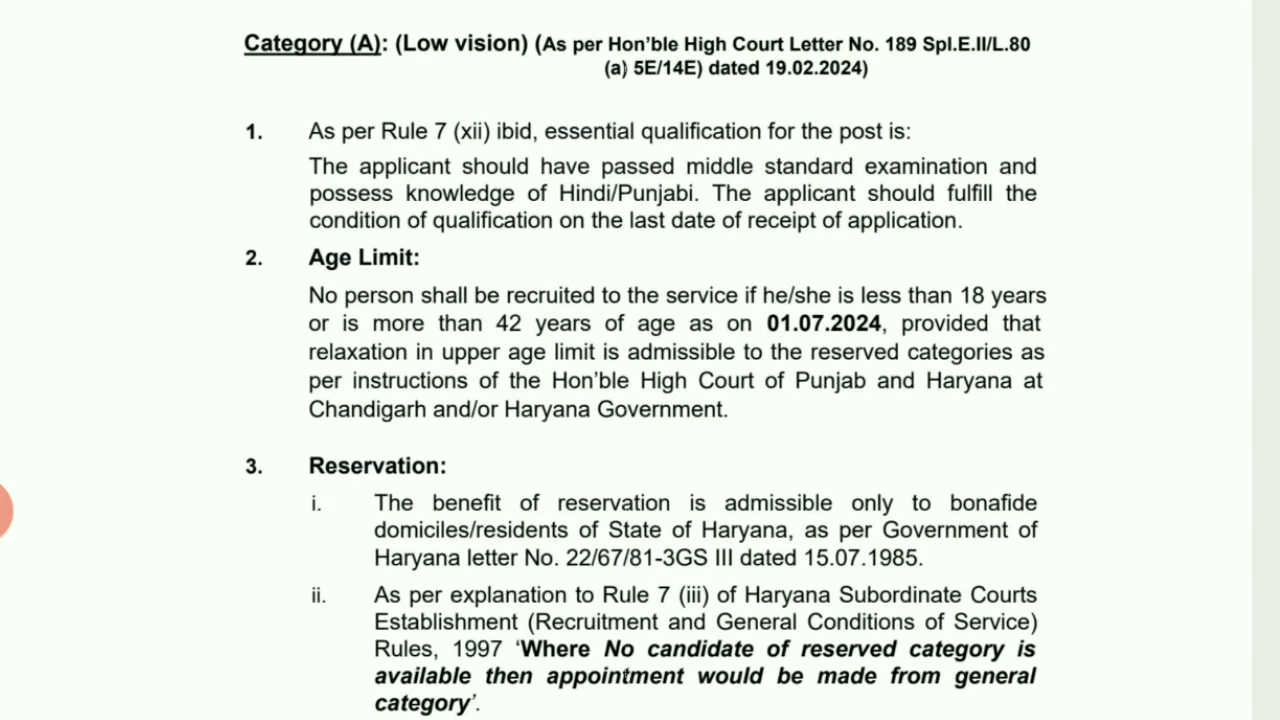 Category (A): (Low vision) (As per Hon’ble High Court Letter No. 189 Spl.E.II/L.80
(a) 5E/14E) dated 19.02.2024)
1. As per Rule 7 (xii) ibid, essential qualification for the post is:
The applicant should have passed middle standard examination and
possess knowledge of Hindi/Punjabi. The applicant should fulfill the
condition of qualification on the last date of receipt of application.
2. Age Limit:
No person shall be recruited to the service if he/she is less than 18 years
or is more than 42 years of age as on 01.07.2024, provided that
relaxation in upper age limit is admissible to the reserved categories as
per instructions of the Hon’ble High Court of Punjab and Haryana at
Chandigarh and/or Haryana Government.
3. Reservation:
i. The benefit of reservation is admissible only to bonafide
domiciles/residents of State of Haryana, as per Government of
Haryana letter No. 22/67/81-3GS III dated 15.07.1985.
ii. As per explanation to Rule 7 (iii) of Haryana Subordinate Courts
Establishment (Recruitment and General Conditions of Service)
Rules, 1997 ‘Where No candidate of reserved category is
available then appointment would be made from general
category’.